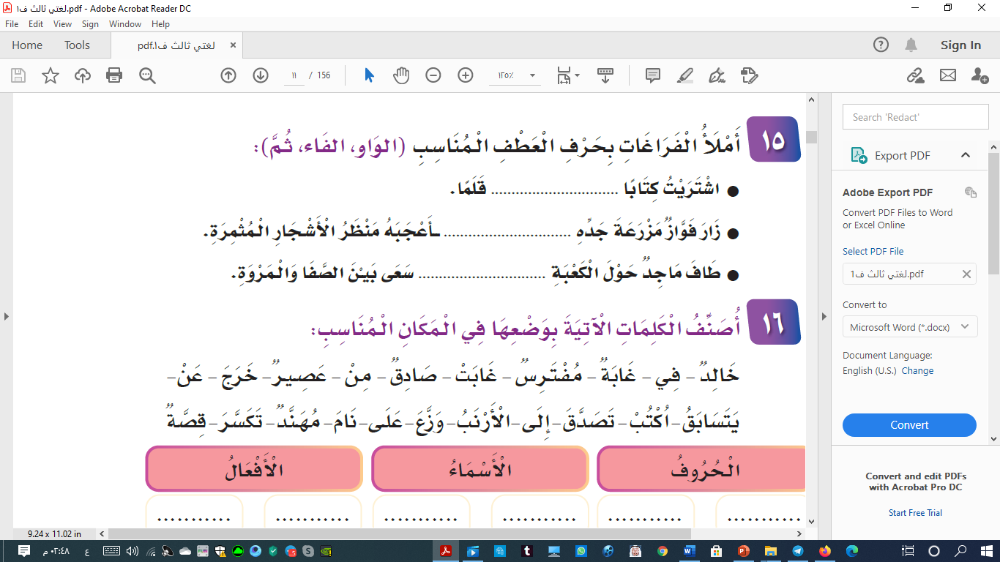 لغتي ثالث ف١.pdf - Adobe Acrobat Reader DC
File Edit View Sign Window Help
Home Tools لغتي ثالث ف١.pdf Sign In
١١ / 156 ١٢٥٪
Search 'Redact'
Export PDF
Adobe Export PDF
Convert PDF Files to Word
or Excel Online
Select PDF File
لغتي ثالث ف1.pdf
Convert to
Microsoft Word (*.docx)
Document Language:
English (U.S.) Change
Convert
Convert and edit PDFs
with Acrobat Pro DC
Start Free Trial
١٥ أَمْلَأُ الْفَرَاغَاتِ بِحَرْفِ الْعَطْفِ الْمُنَاسِبِ (الوَاو، الفَاء، ثُمَّ):
● اشْتَرَيْتُ كِتَابًا .......................... قَلَمًا.
● زَارَ فَوَّازٌ مَزْرَعَةَ جَدِّهِ .......................... ـأَعْجَبَهُ مَنْظَرُ الْأَشْجَارِ الْمُثْمِرَةِ.
● طَافَ مَاجِدٌ حَوْلَ الْكَعْبَةِ .......................... سَعَى بَيْنَ الصَّفَا وَالْمَرْوَةِ.
١٦ أُصَنِّفُ الْكَلِمَاتِ الْآتِيَةَ بِوَضْعِهَا فِي الْمَكَانِ الْمُنَاسِبِ:
خَالِدٌ - فِي - غَابَةٌ - مُفْتَرِسٌ - غَابَتْ - صَادِقٌ - مِنْ - عَصِيرٌ - خَرَجَ - عَنْ -
يَتَسَابَقُ - اُكْتُبْ - تَصَدَّقَ - إِلَى - الْأَرْنَبُ - وَزَّعَ - عَلَى - نَامَ - مُهَنَّدٌ - تَكَسَّرَ - قِصَّةٌ
الْحُرُوفُ الْأَسْمَاءُ الْأَفْعَالُ
........... ........... ........... ........... ........... ...........
9.24 x 11.02 in
٠٢:٤٨ م ع